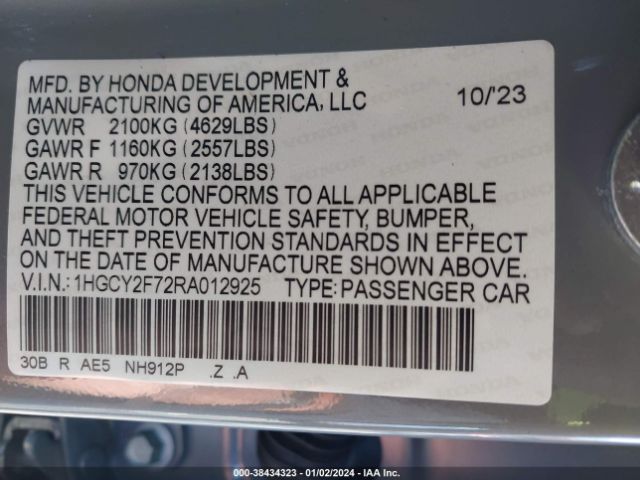 MFD. BY HONDA DEVELOPMENT &
MANUFACTURING OF AMERICA, LLC 10/'23
GVWR 2100KG (4629LBS)
GAWR F 1160KG (2557LBS)
GAWR R 970KG (2138LBS)
THIS VEHICLE CONFORMS TO ALL APPLICABLE
FEDERAL MOTOR VEHICLE SAFETY, BUMPER,
AND THEFT PREVENTION STANDARDS IN EFFECT
ON THE DATE OF MANUFACTURE SHOWN ABOVE.
V.I.N.: 1HGCY2F72RA012925 TYPE: PASSENGER CAR
30B R AE5 NH912P .Z .A
000-38434323 - 01/02/2024 - IAA Inc.